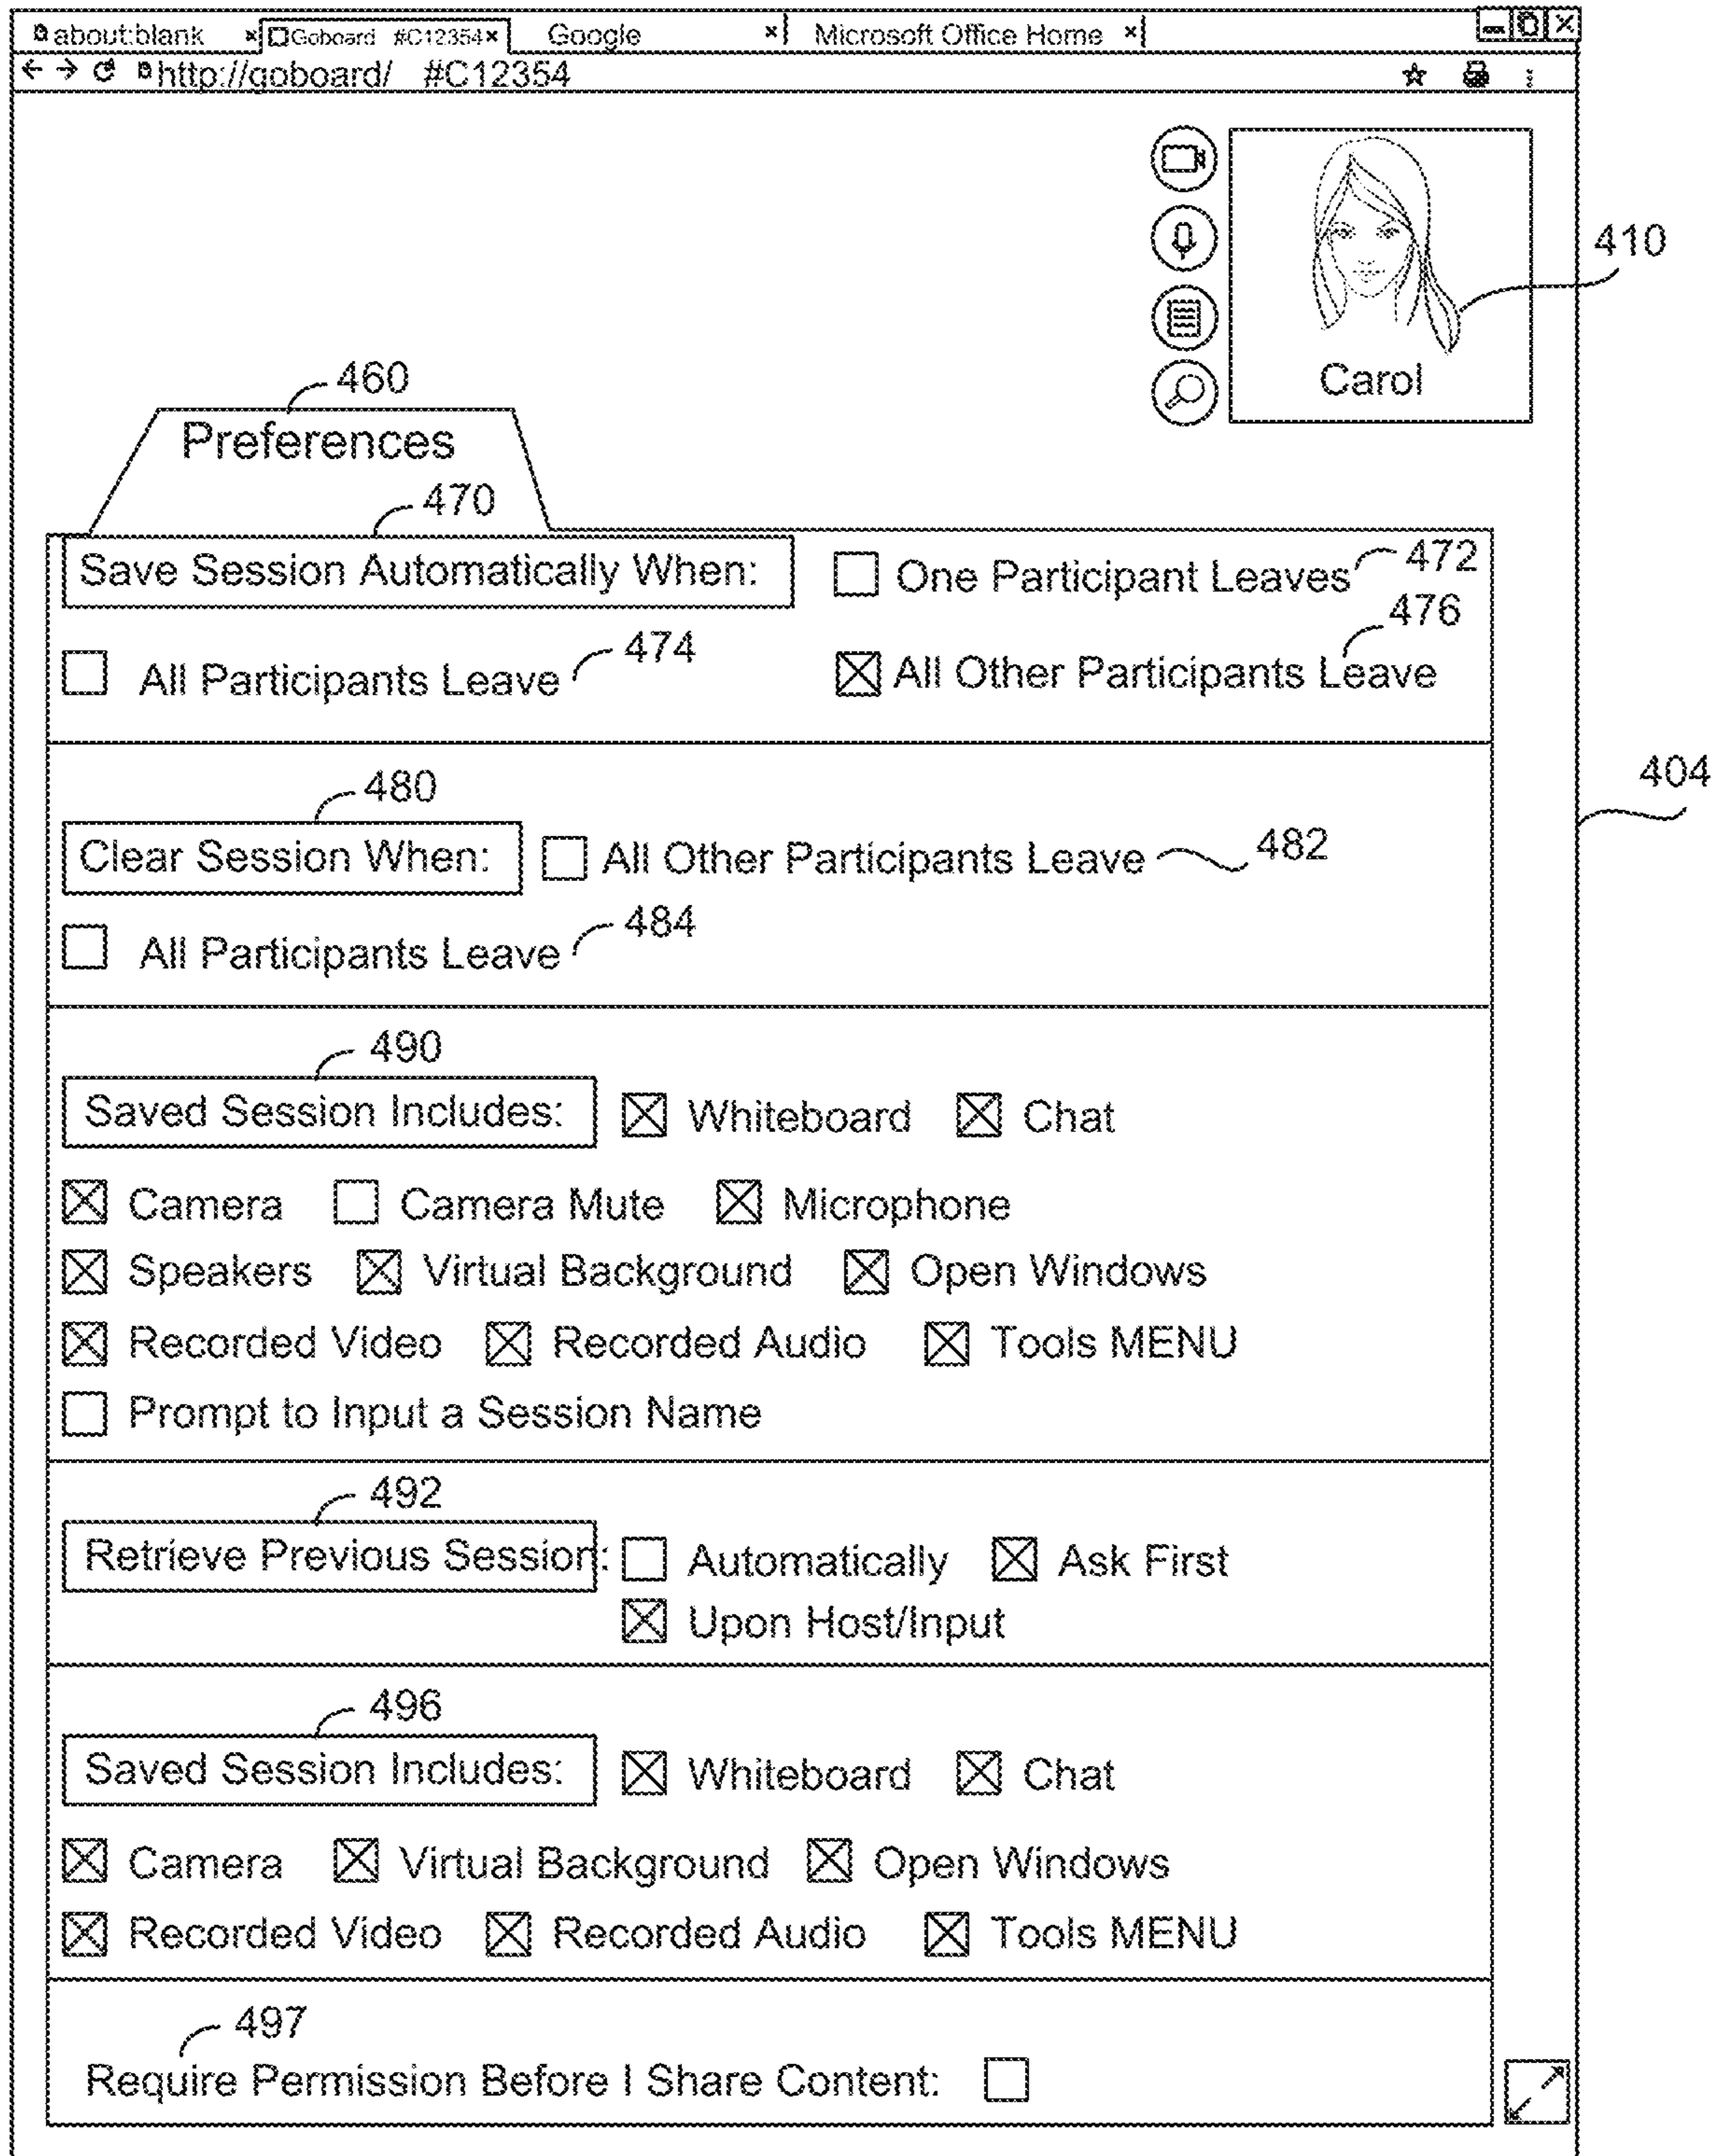 about:blank × Goboard #C12354 × Google × Microsoft Office Home ×
http://goboard/ #C12354
410
Carol
460
Preferences
470
Save Session Automatically When: One Participant Leaves 472
476
All Participants Leave 474 All Other Participants Leave
404
480
Clear Session When: All Other Participants Leave 482
All Participants Leave 484
490
Saved Session Includes: Whiteboard Chat
Camera Camera Mute Microphone
Speakers Virtual Background Open Windows
Recorded Video Recorded Audio Tools MENU
Prompt to Input a Session Name
492
Retrieve Previous Session: Automatically Ask First
Upon Host/Input
496
Saved Session Includes: Whiteboard Chat
Camera Virtual Background Open Windows
Recorded Video Recorded Audio Tools MENU
497
Require Permission Before I Share Content: